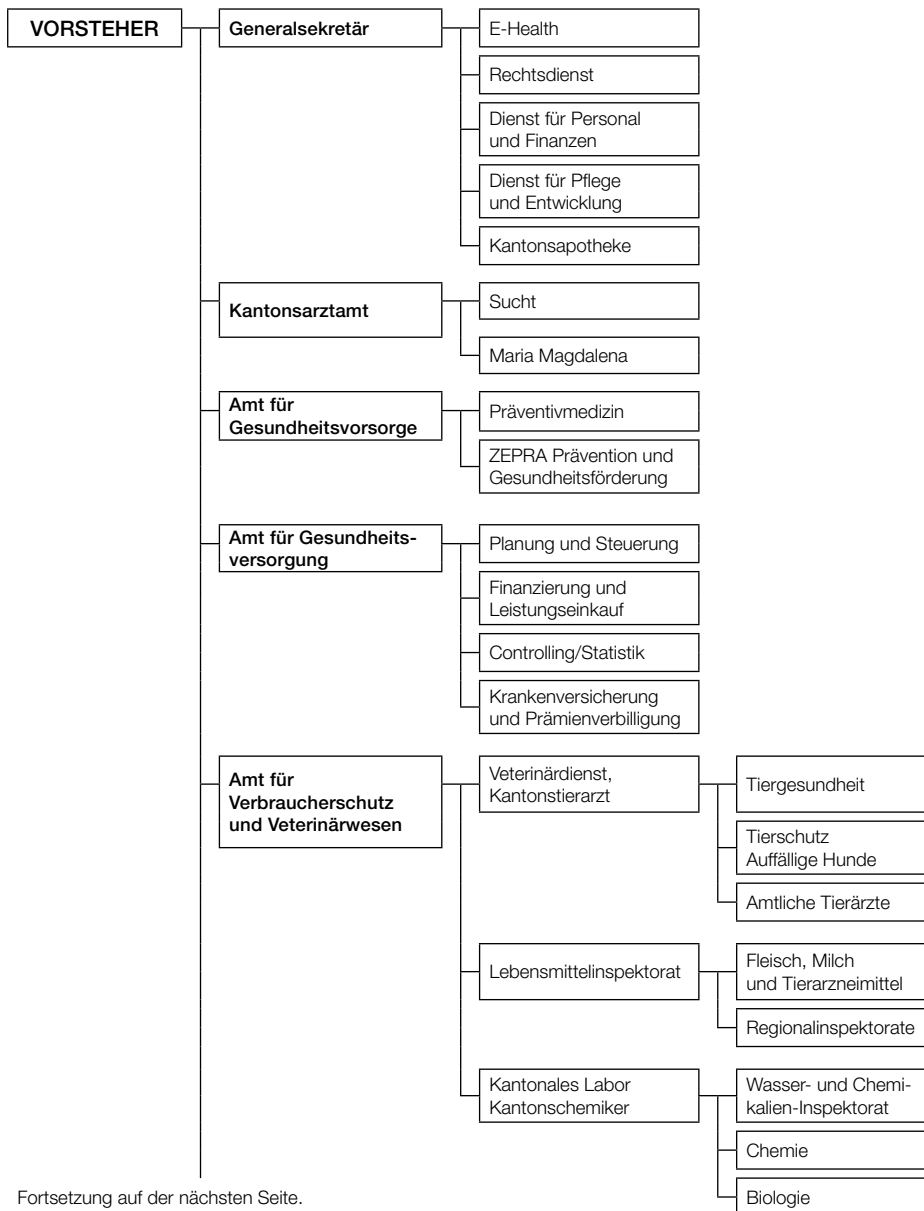 VORSTEHER
Generalsekretär
E-Health
Rechtsdienst
Dienst für Personal
und Finanzen
Dienst für Pflege
und Entwicklung
Kantonsapotheke
Kantonsarztamt
Sucht
Maria Magdalena
Amt für
Gesundheitsvorsorge
Präventivmedizin
ZEPRA Prävention und
Gesundheitsförderung
Amt für Gesundheits-
versorgung
Planung und Steuerung
Finanzierung und
Leistungseinkauf
Controlling/Statistik
Krankenversicherung
und Prämienverbilligung
Amt für
Verbraucherschutz
und Veterinärwesen
Veterinärdienst,
Kantonstierarzt
Tiergesundheit
Tierschutz
Auffällige Hunde
Amtliche Tierärzte
Lebensmittelinspektorat
Fleisch, Milch
und Tierarzneimittel
Regionalinspektorate
Kantonales Labor
Kantonschemiker
Wasser- und Chemi-
kalien-Inspektorat
Chemie
Biologie
Fortsetzung auf der nächsten Seite.